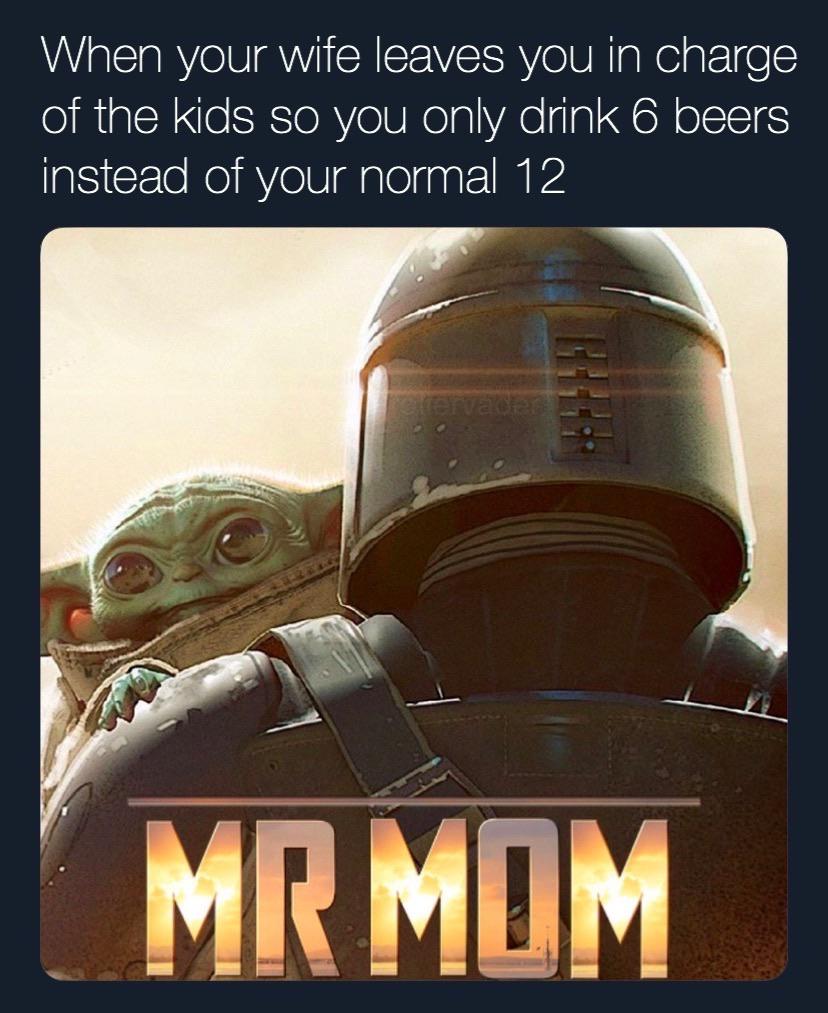 When your wife leaves you in charge
of the kids so you only drink 6 beers
instead of your normal 12
MR MOM